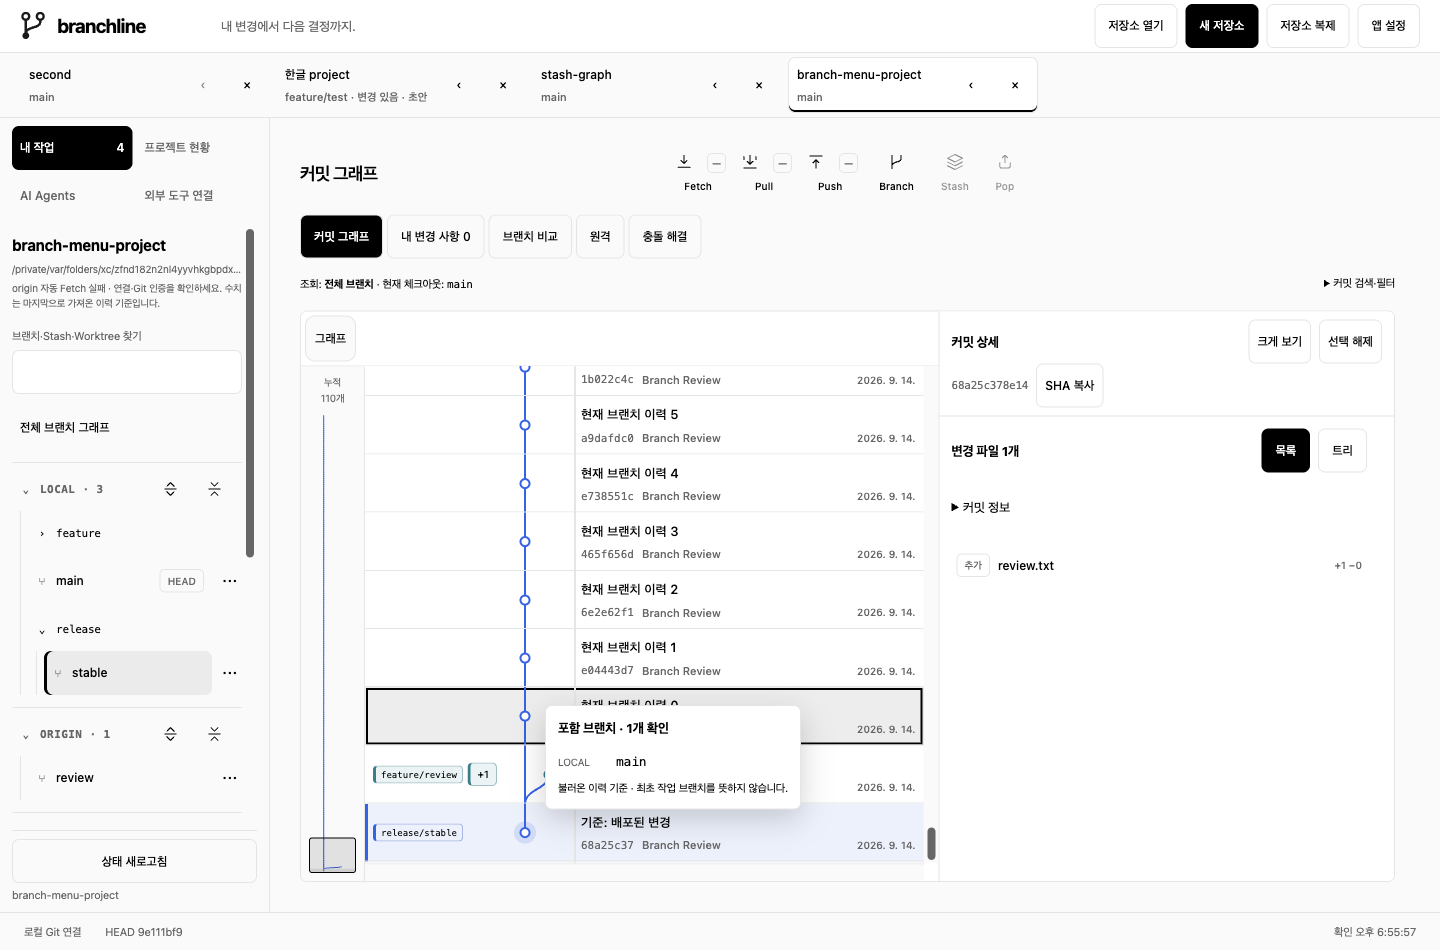 branchline
내 변경에서 다음 결정까지.
저장소 열기
새 저장소
저장소 복제
앱 설정
second
main
한글 project
feature/test · 변경 있음 · 초안
stash-graph
main
branch-menu-project
main
내 작업 4
프로젝트 현황
AI Agents
외부 도구 연결
branch-menu-project
/private/var/folders/xc/zfnd182n2nl4yyvhkgbpdx...
origin 자동 Fetch 실패 · 연결·Git 인증을 확인하세요. 수치
는 마지막으로 가져온 이력 기준입니다.
브랜치·Stash·Worktree 찾기
전체 브랜치 그래프
LOCAL · 3
feature
main HEAD
release
stable
ORIGIN · 1
review
상태 새로고침
branch-menu-project
커밋 그래프
Fetch
Pull
Push
Branch
Stash
Pop
커밋 그래프
내 변경 사항 0
브랜치 비교
원격
충돌 해결
조회: 전체 브랜치 · 현재 체크아웃: main
▶ 커밋 검색·필터
그래프
누적
110개
1b022c4c Branch Review 2026. 9. 14.
현재 브랜치 이력 5
a9dafdc0 Branch Review 2026. 9. 14.
현재 브랜치 이력 4
e738551c Branch Review 2026. 9. 14.
현재 브랜치 이력 3
465f656d Branch Review 2026. 9. 14.
현재 브랜치 이력 2
6e2e62f1 Branch Review 2026. 9. 14.
현재 브랜치 이력 1
e04443d7 Branch Review 2026. 9. 14.
현재 브랜치 이력 0
2026. 9. 14.
포함 브랜치 · 1개 확인
LOCAL main
불러온 이력 기준 · 최초 작업 브랜치를 뜻하지 않습니다.
feature/review +1
2026. 9. 14.
release/stable
기준: 배포된 변경
68a25c37 Branch Review 2026. 9. 14.
커밋 상세
크게 보기
선택 해제
68a25c378e14
SHA 복사
변경 파일 1개
목록
트리
▶ 커밋 정보
추가 review.txt +1 −0
로컬 Git 연결
HEAD 9e111bf9
확인 오후 6:55:57